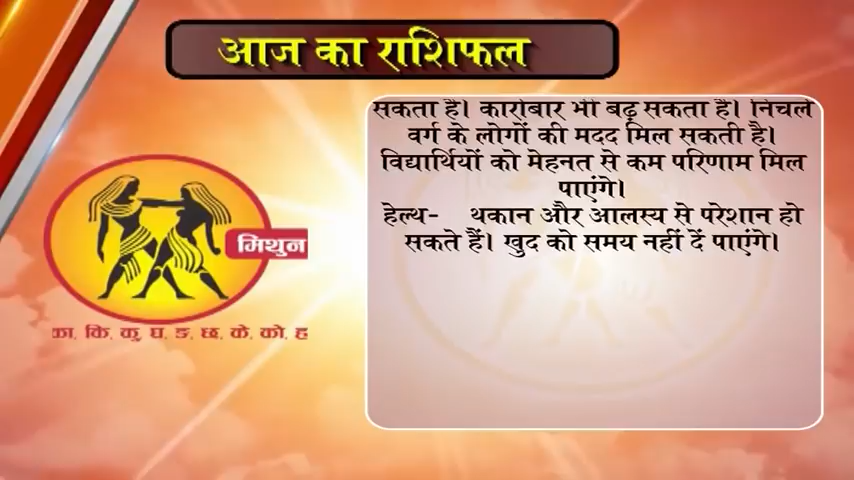 आज का राशिफल
सकता है। कारोबार भी बढ़ सकता है। निचले
वर्ग के लोगों की मदद मिल सकती है।
विद्यार्थियों को मेहनत से कम परिणाम मिल
पाएंगे।
हेल्थ- थकान और आलस्य से परेशान हो
सकते हैं। खुद को समय नहीं दें पाएंगे।
मिथुन
का, कि, कु, घ, ङ, छ, के, को, ह